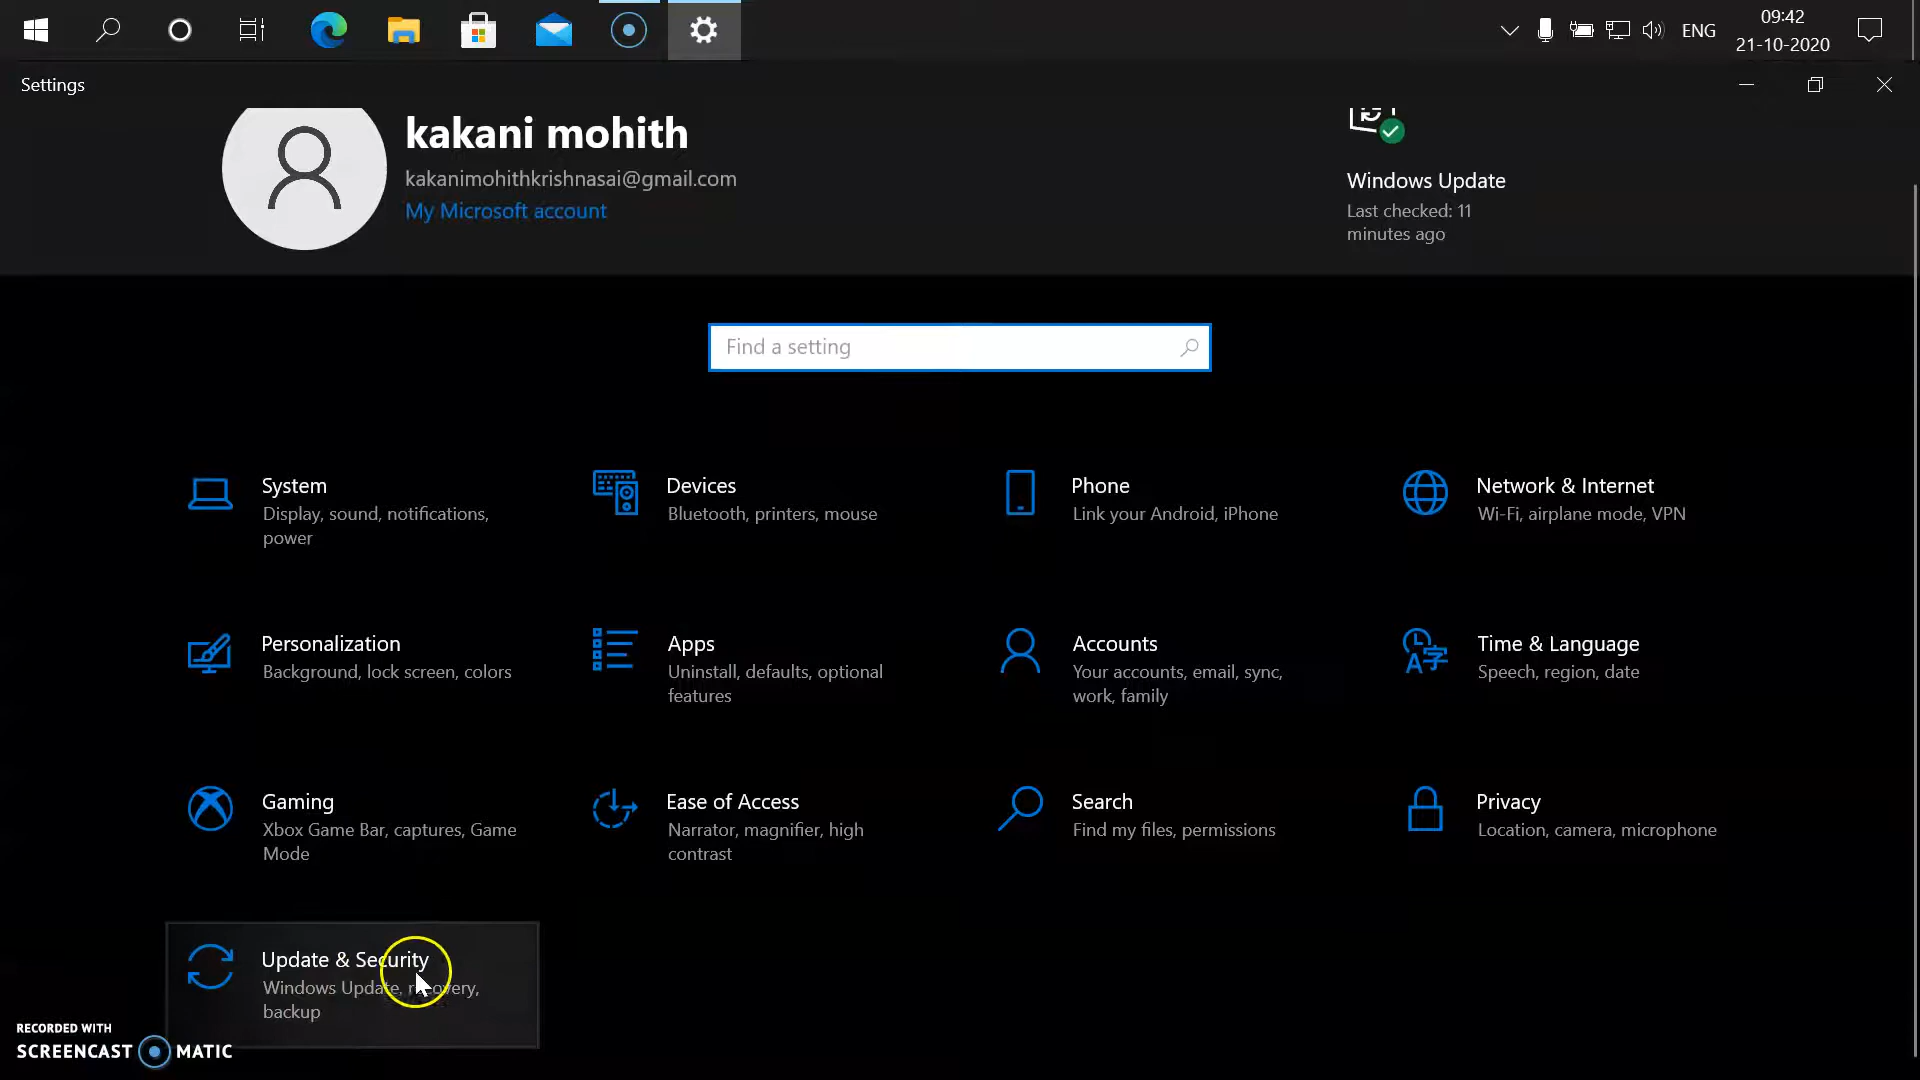 ENG
09:42
21-10-2020
Settings
kakani mohith
kakanimohithkrishnasai@gmail.com
My Microsoft account
Windows Update
Last checked: 11
minutes ago
Find a setting
System
Display, sound, notifications,
power
Devices
Bluetooth, printers, mouse
Phone
Link your Android, iPhone
Network & Internet
Wi-Fi, airplane mode, VPN
Personalization
Background, lock screen, colors
Apps
Uninstall, defaults, optional
features
Accounts
Your accounts, email, sync,
work, family
Time & Language
Speech, region, date
Gaming
Xbox Game Bar, captures, Game
Mode
Ease of Access
Narrator, magnifier, high
contrast
Search
Find my files, permissions
Privacy
Location, camera, microphone
Update & Security
Windows Update, recovery,
backup
RECORDED WITH
SCREENCAST MATIC